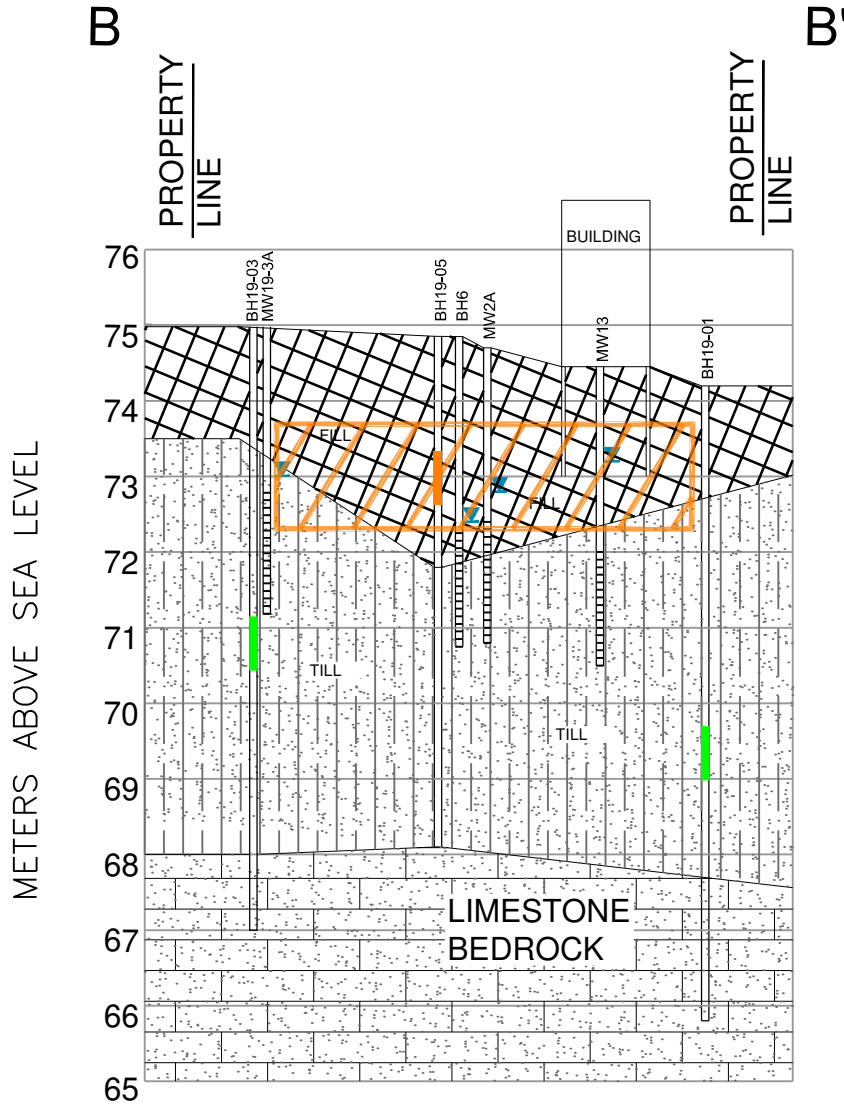 B
B'
PROPERTY
LINE
PROPERTY
LINE
BUILDING
76
75
74
73
72
71
70
69
68
67
66
65
METERS ABOVE SEA LEVEL
BH19-03
MW19-3A
BH19-05
BH6
MW2A
MW13
BH19-01
FILL
FILL
TILL
TILL
LIMESTONE
BEDROCK